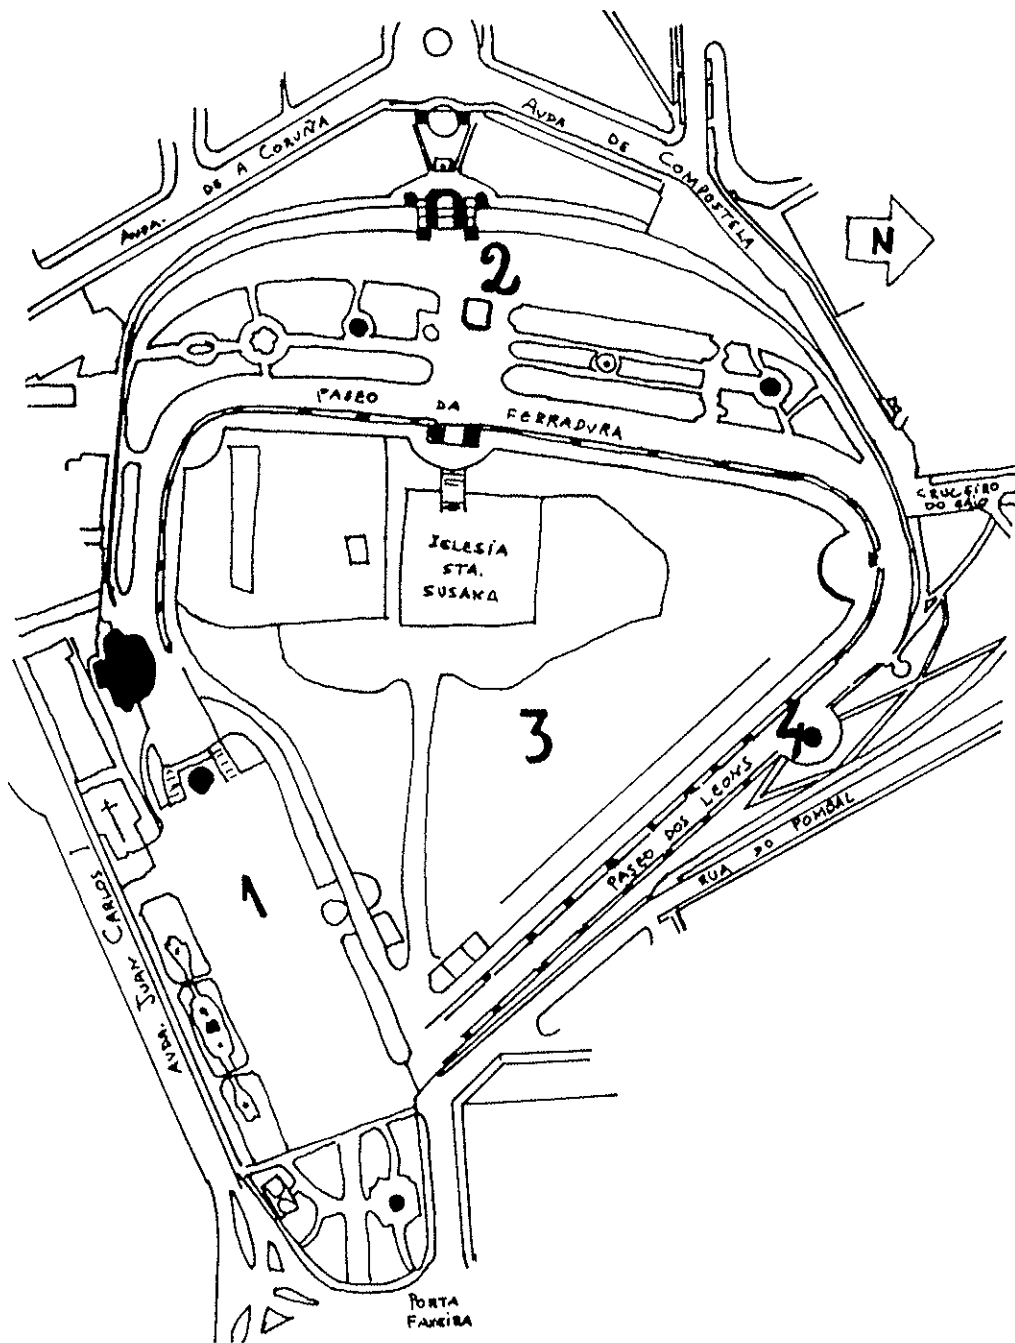 AVDA. DE A CORUÑA
AVDA DE COMPOSTELA
N
2
PASEO DA FERRADURA
CRUCEIRO
DO GAIO
IGLESIA
STA.
SUSANA
3
4
PASEO DOS LEONS
RUA DO POMBAL
1
AVDA. JUAN CARLOS I
PORTA
FAXEIRA